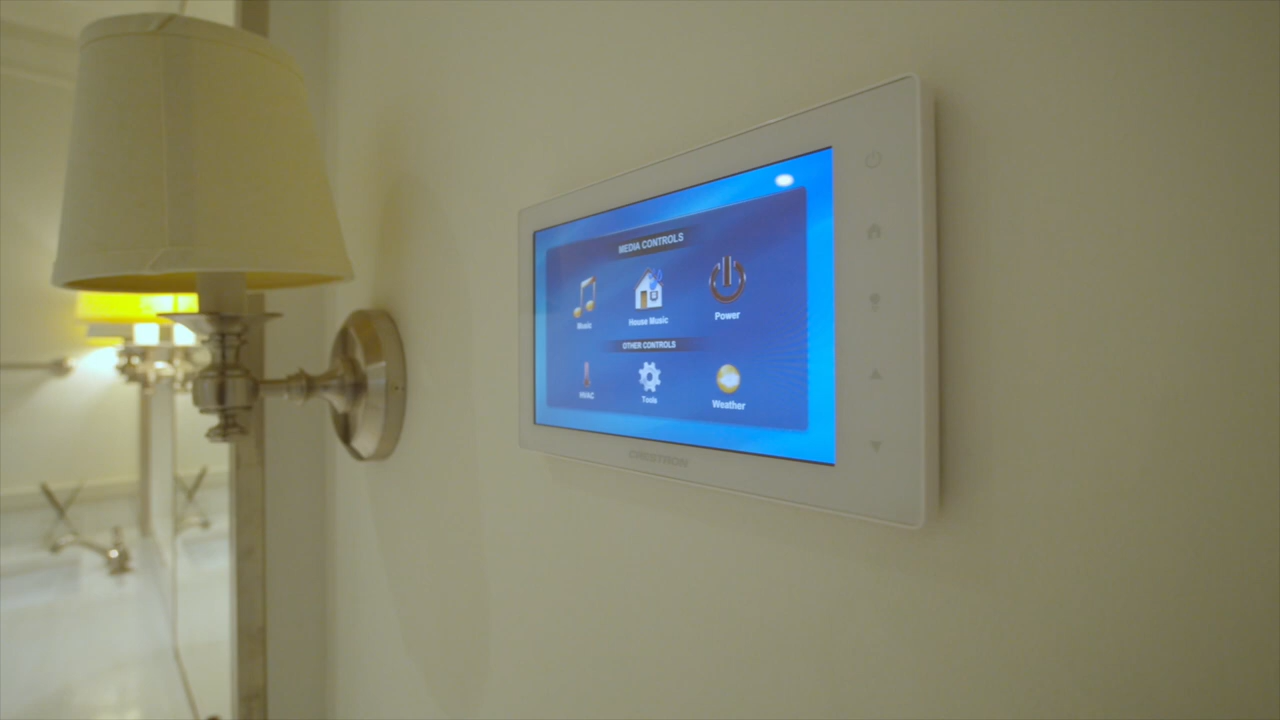 MEDIA CONTROLS
Music House Music Power
OTHER CONTROLS
HVAC Tools Weather
CRESTRON